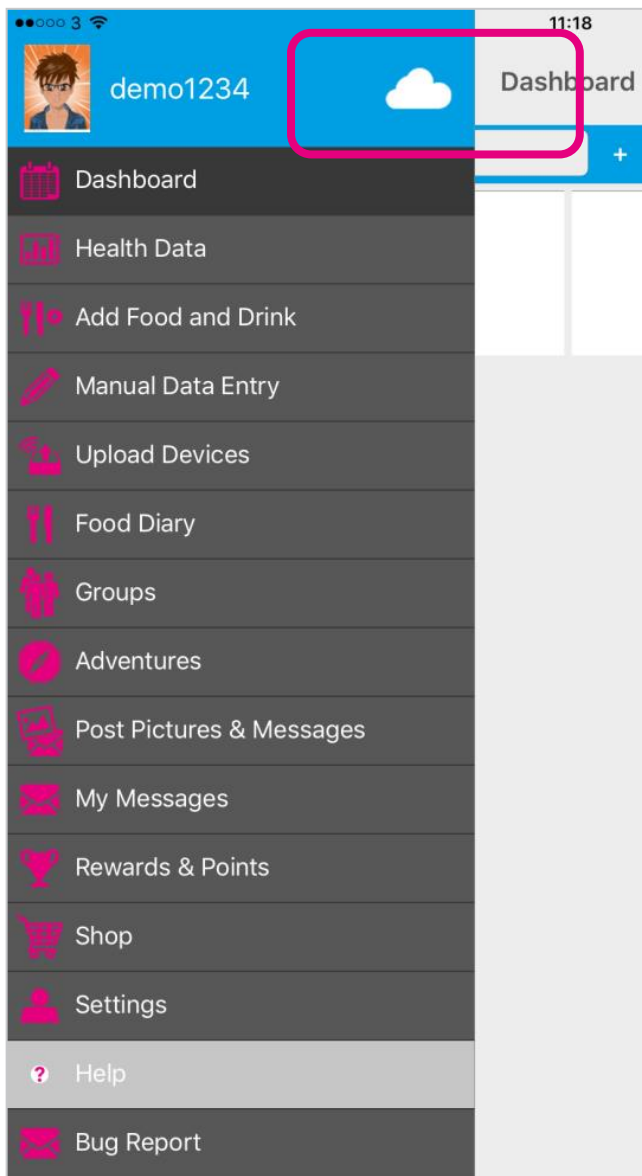 3 11:18
demo1234 Dashboard
+
Dashboard
Health Data
Add Food and Drink
Manual Data Entry
Upload Devices
Food Diary
Groups
Adventures
Post Pictures & Messages
My Messages
Rewards & Points
Shop
Settings
? Help
Bug Report